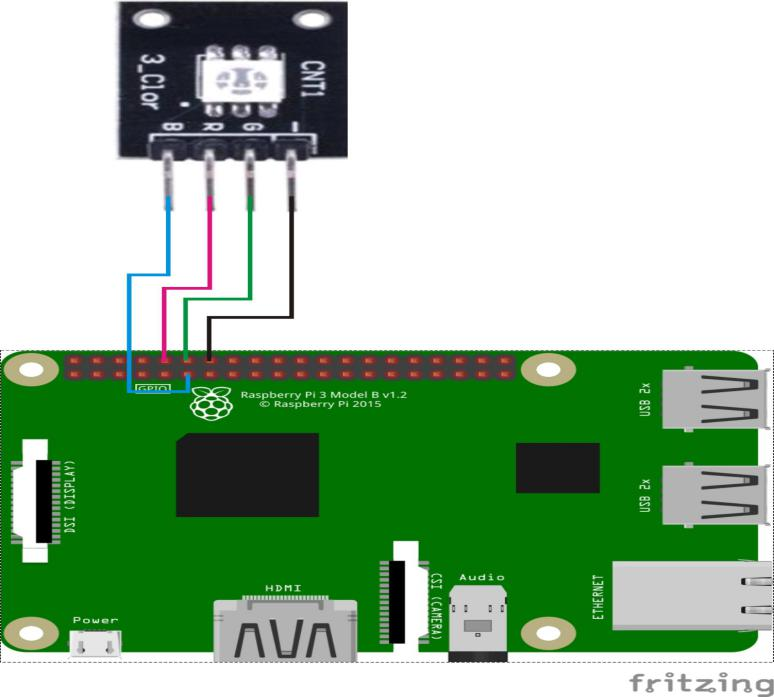 3_Clor
CNT1
B R G -
GPIO
Raspberry Pi 3 Model B v1.2
© Raspberry Pi 2015
USB 2x
DSI (DISPLAY)
USB 2x
HDMI
CSI (CAMERA)
Audio
ETHERNET
Power
fritzing